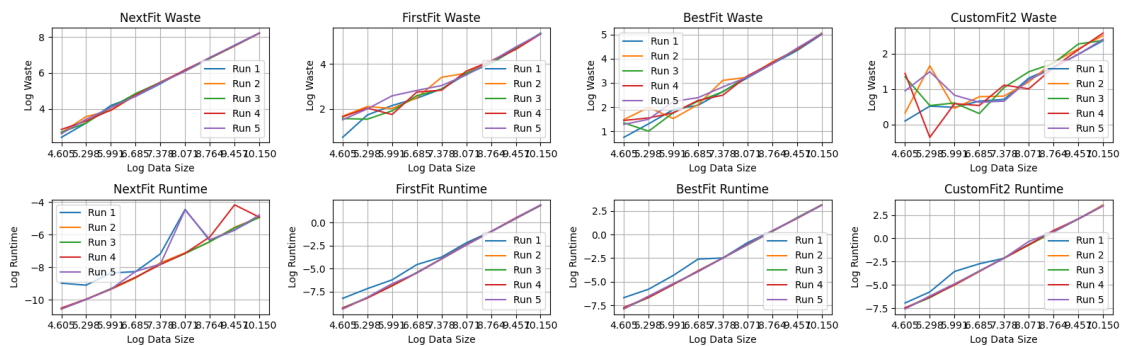 NextFit Waste
Log Waste
8
6
4
Run 1
Run 2
Run 3
Run 4
Run 5
4.605 5.298 5.991 6.685 7.378 8.071 8.764 9.457 10.150
Log Data Size
FirstFit Waste
Log Waste
4
2
Run 1
Run 2
Run 3
Run 4
Run 5
4.605 5.298 5.991 6.685 7.378 8.071 8.764 9.457 10.150
Log Data Size
BestFit Waste
Log Waste
5
4
3
2
1
Run 1
Run 2
Run 3
Run 4
Run 5
4.605 5.298 5.991 6.685 7.378 8.071 8.764 9.457 10.150
Log Data Size
CustomFit2 Waste
Log Waste
2
1
0
Run 1
Run 2
Run 3
Run 4
Run 5
4.605 5.298 5.991 6.685 7.378 8.071 8.764 9.457 10.150
Log Data Size
NextFit Runtime
Log Runtime
−4
−6
−8
−10
Run 1
Run 2
Run 3
Run 4
Run 5
4.605 5.298 5.991 6.685 7.378 8.071 8.764 9.457 10.150
Log Data Size
FirstFit Runtime
Log Runtime
0.0
−2.5
−5.0
−7.5
Run 1
Run 2
Run 3
Run 4
Run 5
4.605 5.298 5.991 6.685 7.378 8.071 8.764 9.457 10.150
Log Data Size
BestFit Runtime
Log Runtime
2.5
0.0
−2.5
−5.0
−7.5
Run 1
Run 2
Run 3
Run 4
Run 5
4.605 5.298 5.991 6.685 7.378 8.071 8.764 9.457 10.150
Log Data Size
CustomFit2 Runtime
Log Runtime
2.5
0.0
−2.5
−5.0
−7.5
Run 1
Run 2
Run 3
Run 4
Run 5
4.605 5.298 5.991 6.685 7.378 8.071 8.764 9.457 10.150
Log Data Size